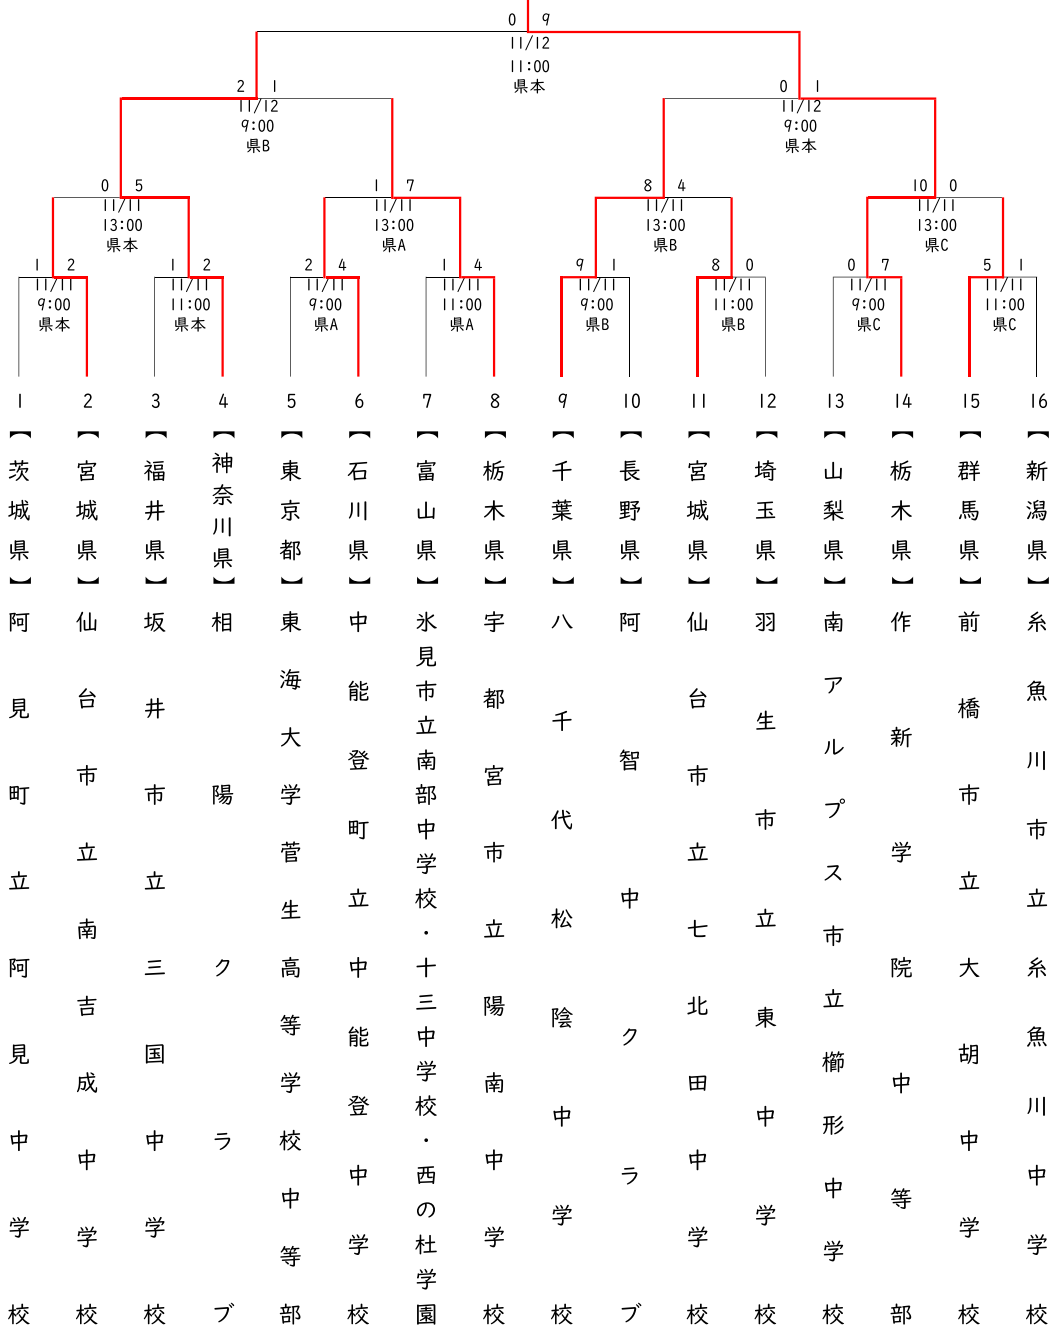 0 9
11/12
11:00
県本
2 1
11/12
9:00
県B
0 1
11/12
9:00
県本
0 5
11/11
13:00
県本
1 7
11/11
13:00
県A
8 4
11/11
13:00
県B
10 0
11/11
13:00
県C
1 2
11/11
9:00
県本
1 2
11/11
11:00
県本
2 4
11/11
9:00
県A
1 4
11/11
11:00
県A
9 1
11/11
9:00
県B
8 0
11/11
11:00
県B
0 7
11/11
9:00
県C
5 1
11/11
11:00
県C
1
【茨城県】阿見町立阿見中学校
2
【宮城県】仙台市立南吉成中学校
3
【福井県】坂井市立三国中学校
4
【神奈川県】相陽クラブ
5
【東京都】東海大学菅生高等学校中等部
6
【石川県】中能登町立中能登中学校
7
【富山県】氷見市立南部中学校・十三中学校・西の杜学園
8
【栃木県】宇都宮市立陽南中学校
9
【千葉県】八千代松陰中学校
10
【長野県】阿智中クラブ
11
【宮城県】仙台市立七北田中学校
12
【埼玉県】羽生市立東中学校
13
【山梨県】南アルプス市立櫛形中学校
14
【栃木県】作新学院中等部
15
【群馬県】前橋市立大胡中学校
16
【新潟県】糸魚川市立糸魚川中学校